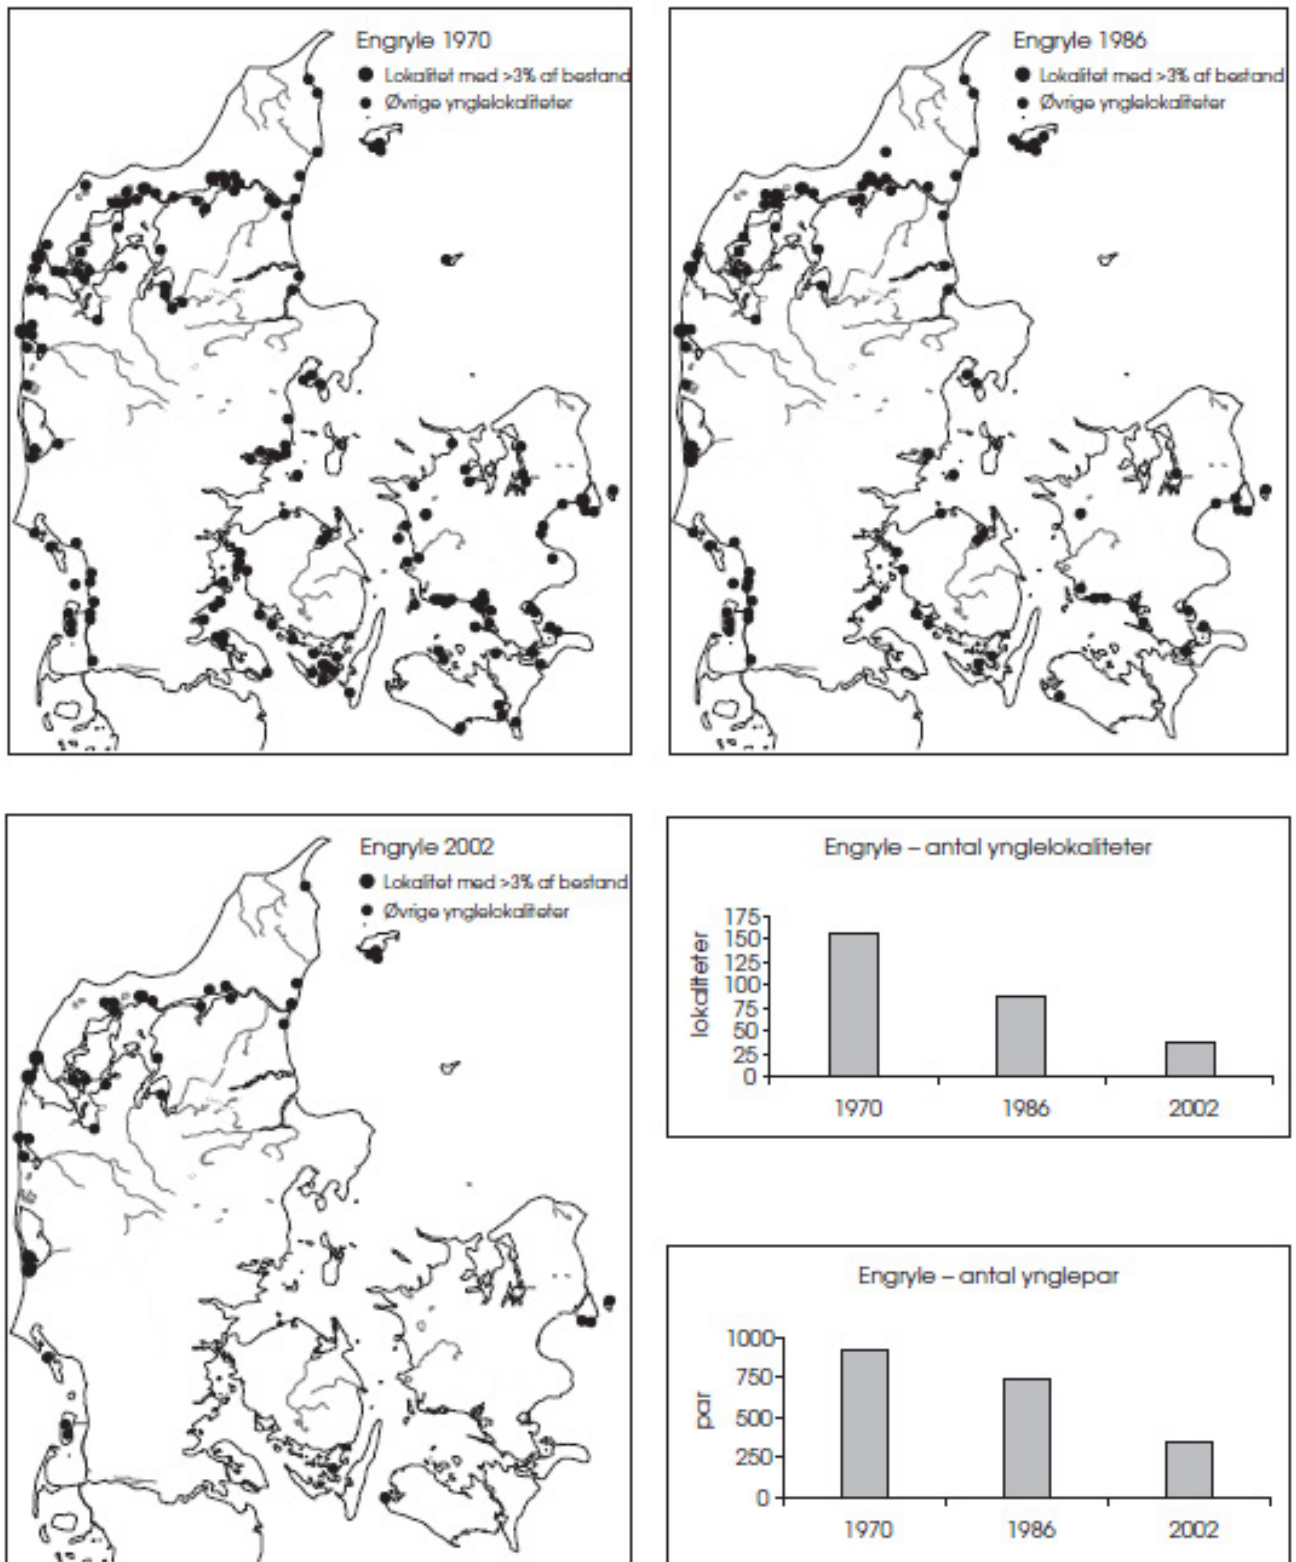 Engryle 1970
Lokalitet med >3% af bestand
Øvrige ynglelokaliteter
Engryle 1986
Lokalitet med >3% af bestand
Øvrige ynglelokaliteter
Engryle 2002
Lokalitet med >3% af bestand
Øvrige ynglelokaliteter
Engryle – antal ynglelokaliteter
lokaliteter
175
150
125
100
75
50
25
0
1970 1986 2002
Engryle – antal ynglepar
par
1000
750
500
250
0
1970 1986 2002